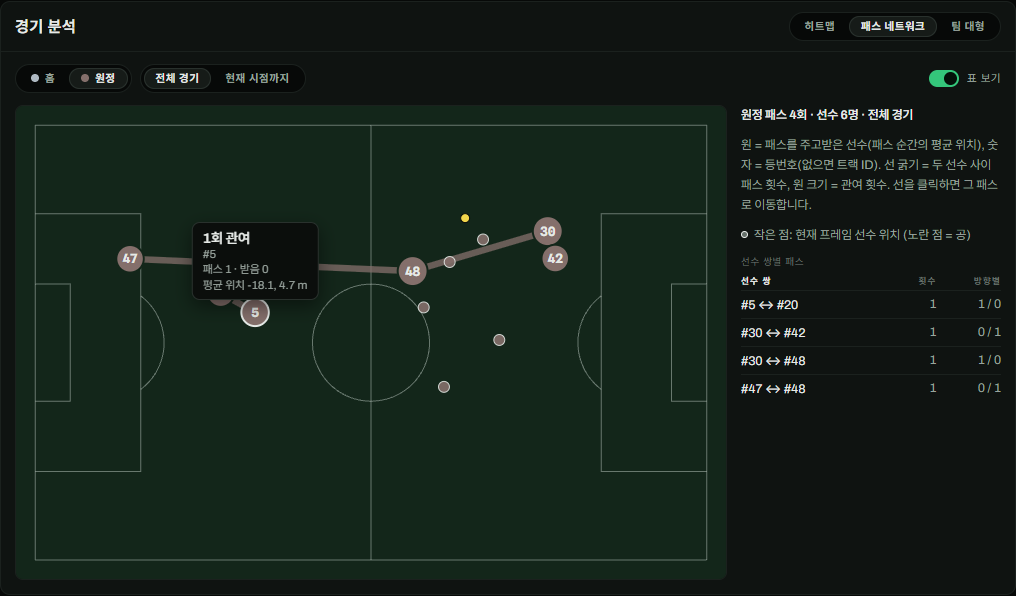 경기 분석
히트맵
패스 네트워크
팀 대형
홈
원정
전체 경기
현재 시점까지
표 보기
47
1회 관여
#5
패스 1 · 받음 0
평균 위치 -18.1, 4.7 m
5
48
30
42
원정 패스 4회 · 선수 6명 · 전체 경기
원 = 패스를 주고받은 선수(패스 순간의 평균 위치), 숫
자 = 등번호(없으면 트랙 ID). 선 굵기 = 두 선수 사이
패스 횟수, 원 크기 = 관여 횟수. 선을 클릭하면 그 패스
로 이동합니다.
작은 점: 현재 프레임 선수 위치 (노란 점 = 공)
선수 쌍별 패스
선수 쌍 횟수 방향별
#5 ↔ #20 1 1 / 0
#30 ↔ #42 1 0 / 1
#30 ↔ #48 1 1 / 0
#47 ↔ #48 1 0 / 1